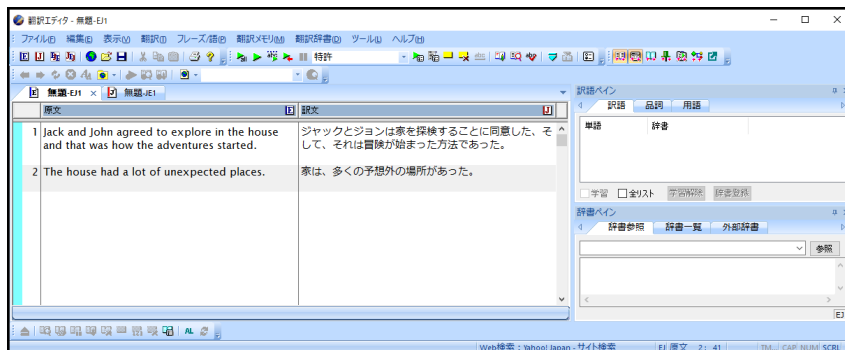 翻訳エディタ - 無題-EJ1
ファイル(F) 編集(E) 表示(V) 翻訳(T) フレーズ/語(P) 翻訳メモリ(M) 翻訳辞書(D) ツール(L) ヘルプ(H)
特許
無題-EJ1 × 無題-JE1
原文 E 訳文 J
1 Jack and John agreed to explore in the house ジャックとジョンは家を探検することに同意した、そ
and that was how the adventures started. して、それは冒険が始まった方法であった。
2 The house had a lot of unexpected places. 家は、多くの予想外の場所があった。
訳語ペイン
訳語 品詞 用語
単語 辞書
学習 全リスト 学習解除 辞書登録
辞書ペイン
辞書参照 辞書一覧 外部辞書
参照
EJ
AL
Web検索:Yahoo! Japan - サイト検索 EJ 原文 2: 41 TM... CAP NUM SCRL